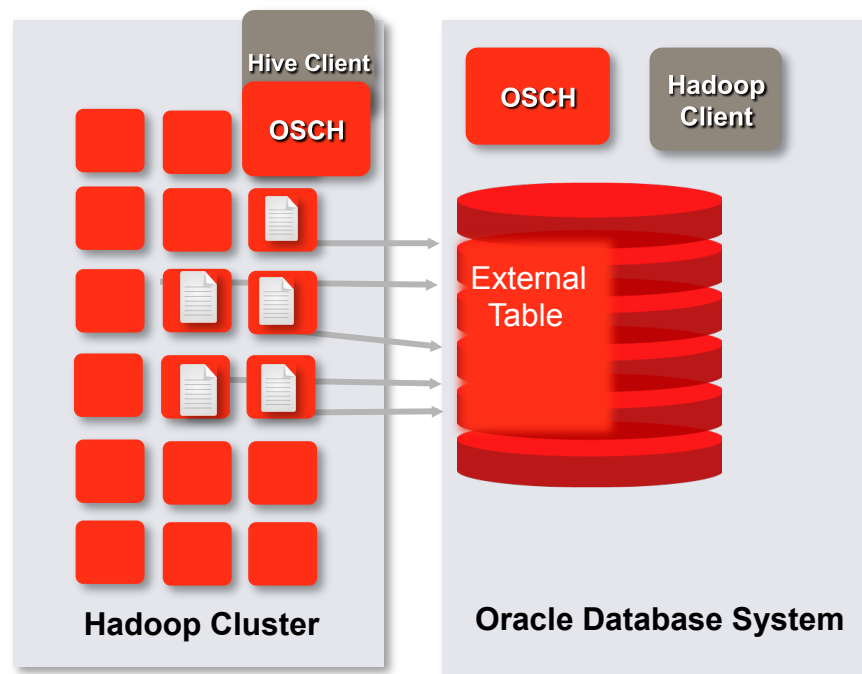 Hive Client
OSCH
OSCH
Hadoop
Client
External
Table
Hadoop Cluster
Oracle Database System